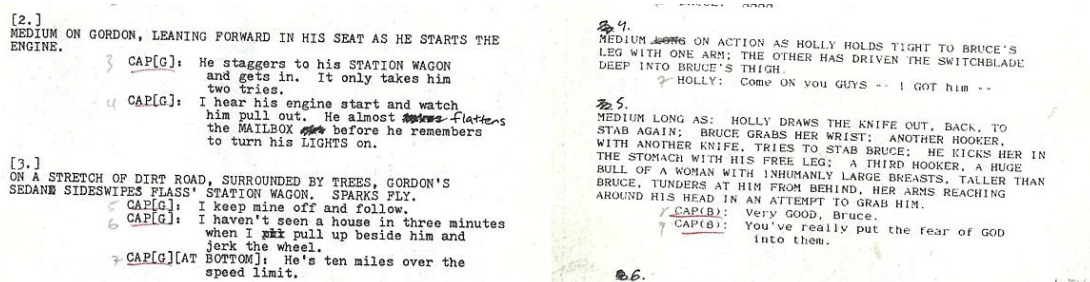 [2.]
MEDIUM ON GORDON, LEANING FORWARD IN HIS SEAT AS HE STARTS THE
ENGINE.
3 CAP[G]: He staggers to his STATION WAGON
and gets in. It only takes him
two tries.
4 CAP[G]: I hear his engine start and watch
him pull out. He almost flattens
the MAILBOX before he remembers
to turn his LIGHTS on.
[3.]
ON A STRETCH OF DIRT ROAD, SURROUNDED BY TREES, GORDON'S
SEDANE SIDESWIPES FLASS' STATION WAGON. SPARKS FLY.
5 CAP[G]: I keep mine off and follow.
6 CAP[G]: I haven't seen a house in three minutes
when I pull up beside him and
jerk the wheel.
7 CAP[G][AT BOTTOM]: He's ten miles over the
speed limit.
4.
MEDIUM LONG ON ACTION AS HOLLY HOLDS TIGHT TO BRUCE'S
LEG WITH ONE ARM; THE OTHER HAS DRIVEN THE SWITCHBLADE
DEEP INTO BRUCE'S THIGH.
7 HOLLY: Come ON you GUYS -- I GOT him --
5.
MEDIUM LONG AS: HOLLY DRAWS THE KNIFE OUT, BACK, TO
STAB AGAIN; BRUCE GRABS HER WRIST; ANOTHER HOOKER,
WITH ANOTHER KNIFE, TRIES TO STAB BRUCE; HE KICKS HER IN
THE STOMACH WITH HIS FREE LEG; A THIRD HOOKER, A HUGE
BULL OF A WOMAN WITH INHUMANLY LARGE BREASTS, TALLER THAN
BRUCE, TUNDERS AT HIM FROM BEHIND, HER ARMS REACHING
AROUND HIS HEAD IN AN ATTEMPT TO GRAB HIM.
8 CAP(B): Very GOOD, Bruce.
9 CAP(B): You've really put the fear of GOD
into them.
6.